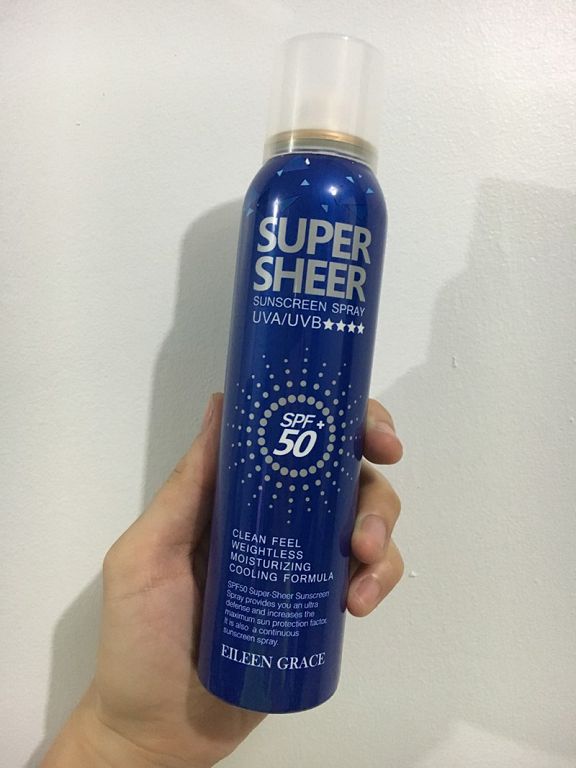 SUPER
SHEER
SUNSCREEN SPRAY
UVA/UVB★★★★
SPF+
50
CLEAN FEEL
WEIGHTLESS
MOISTURIZING
COOLING FORMULA
SPF50 Super-Sheer Sunscreen
Spray provides you an ultra
defense and increases the
maximum sun protection factor.
It is also a continuous
sunscreen spray.
EILEEN GRACE